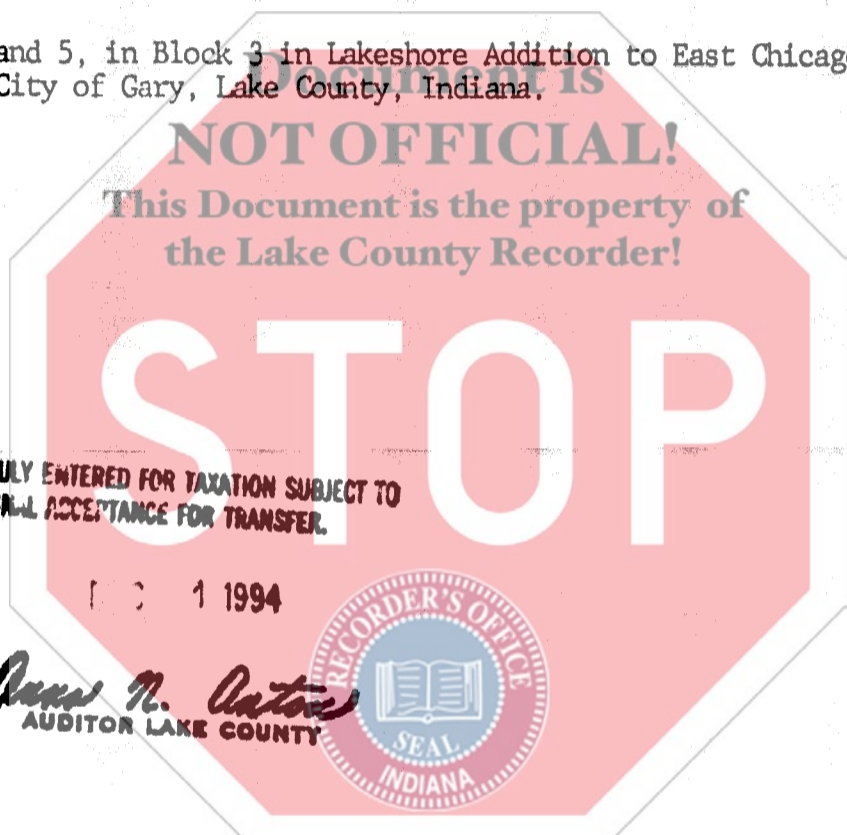 and 5, in Block 3 in Lakeshore Addition to East Chicag
City of Gary, Lake County, Indiana.
Document is
NOT OFFICIAL!
This Document is the property of
the Lake County Recorder!
STOP
ULY ENTERED FOR TAXATION SUBJECT TO
ACCEPTANCE FOR TRANSFER.
1 1994
N. Anton
AUDITOR LAKE COUNTY
RECORDER'S OFFICE
SEAL
INDIANA